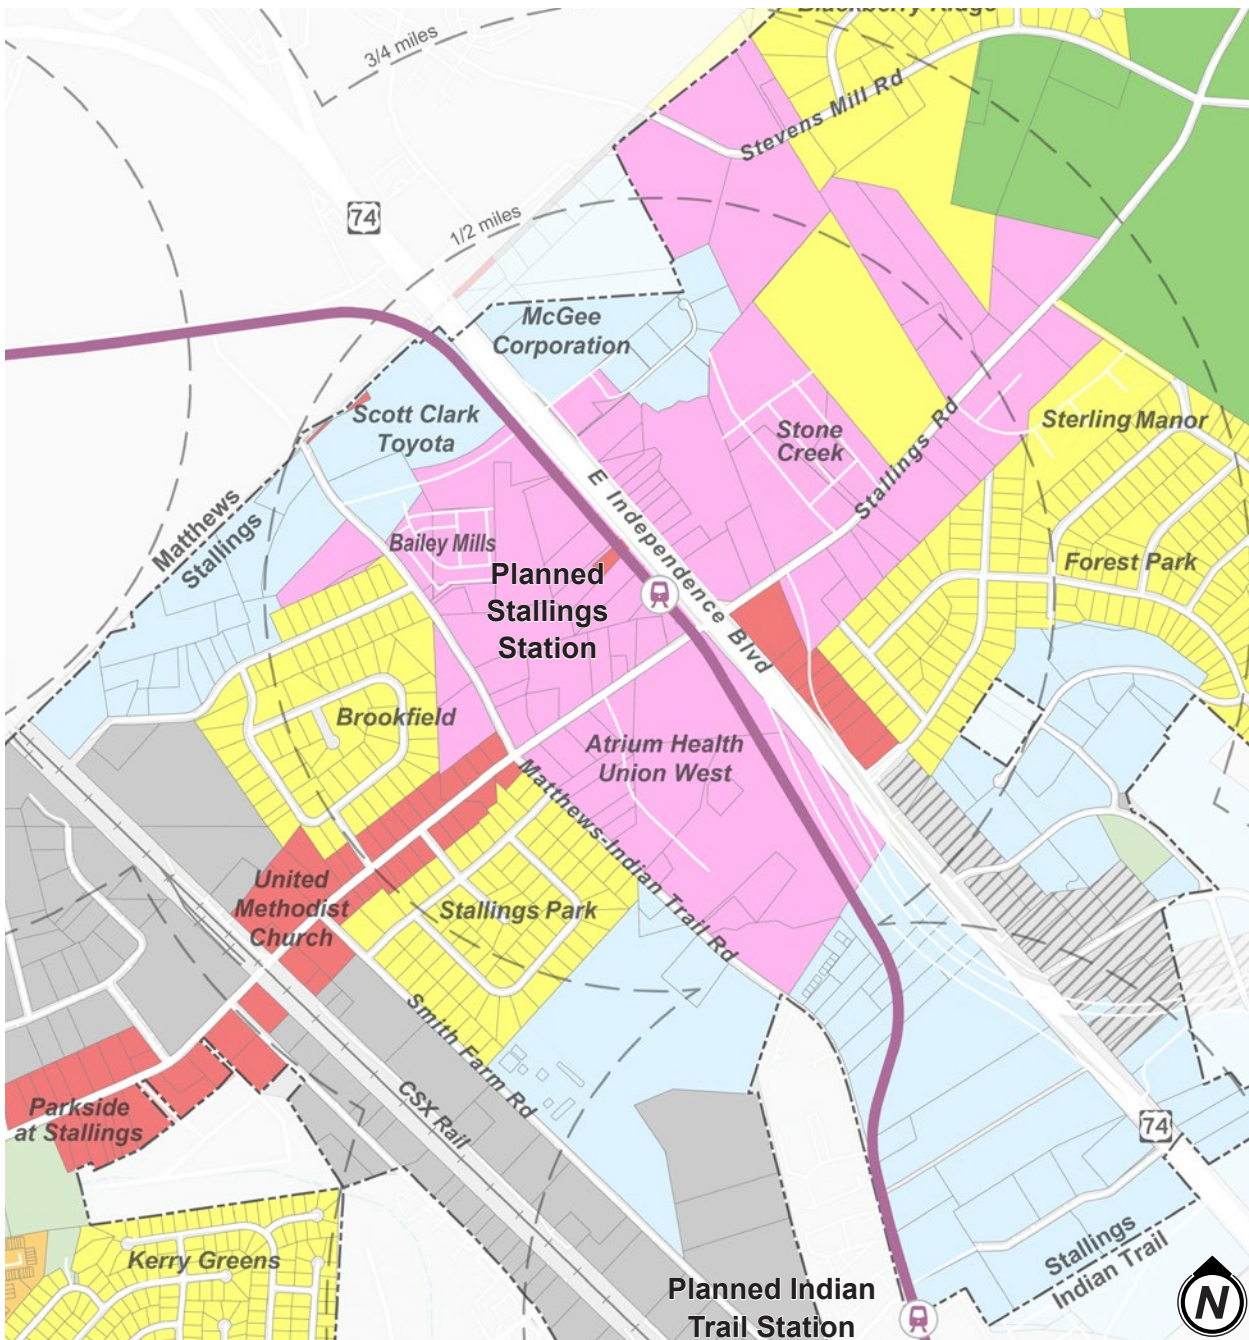 Blackberry Ridge
3/4 miles
Stevens Mill Rd
74
1/2 miles
McGee
Corporation
Scott Clark
Toyota
Stone
Creek
Sterling Manor
Stallings Rd
E Independence Blvd
Matthews
Stallings
Bailey Mills
Planned
Stallings
Station
Forest Park
Brookfield
Atrium Health
Union West
Matthews-Indian Trail Rd
United
Methodist
Church
Stallings Park
Smith Farm Rd
CSX Rail
Parkside
at Stallings
74
Kerry Greens
Stallings
Indian Trail
Planned Indian
Trail Station
N